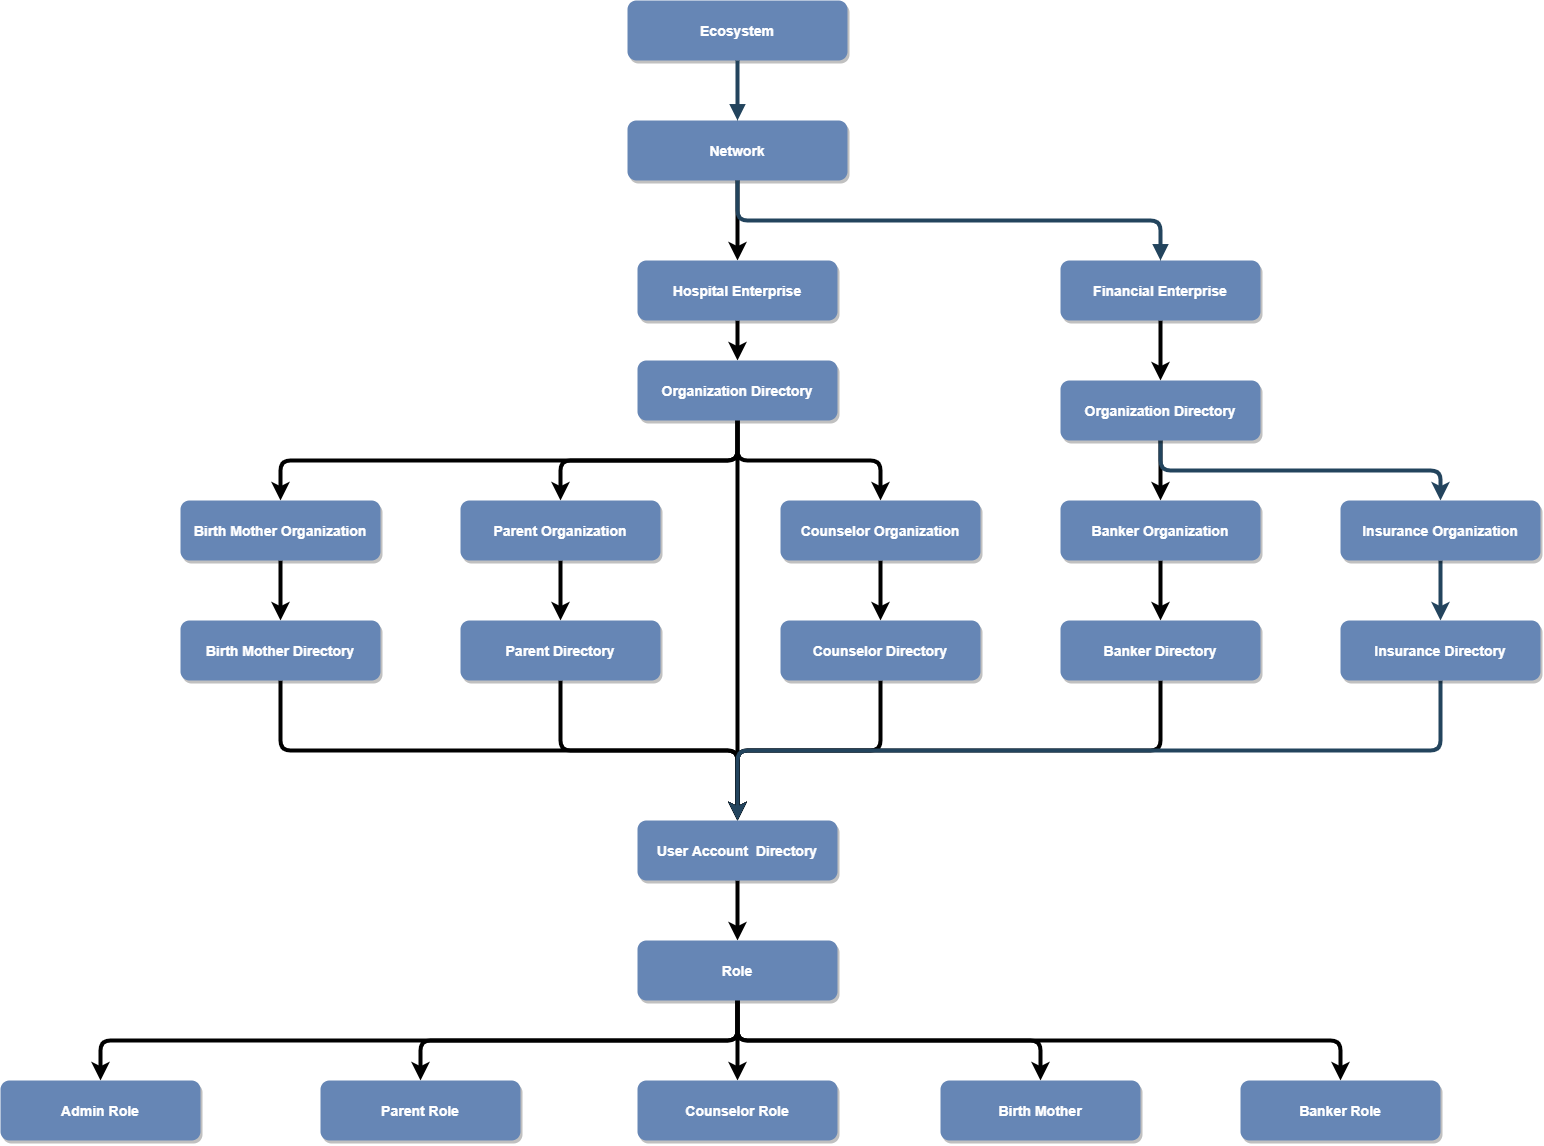 Ecosystem
Network
Hospital Enterprise
Financial Enterprise
Organization Directory
Organization Directory
Birth Mother Organization
Parent Organization
Counselor Organization
Banker Organization
Insurance Organization
Birth Mother Directory
Parent Directory
Counselor Directory
Banker Directory
Insurance Directory
User Account  Directory
Role
Admin Role
Parent Role
Counselor Role
Birth Mother
Banker Role